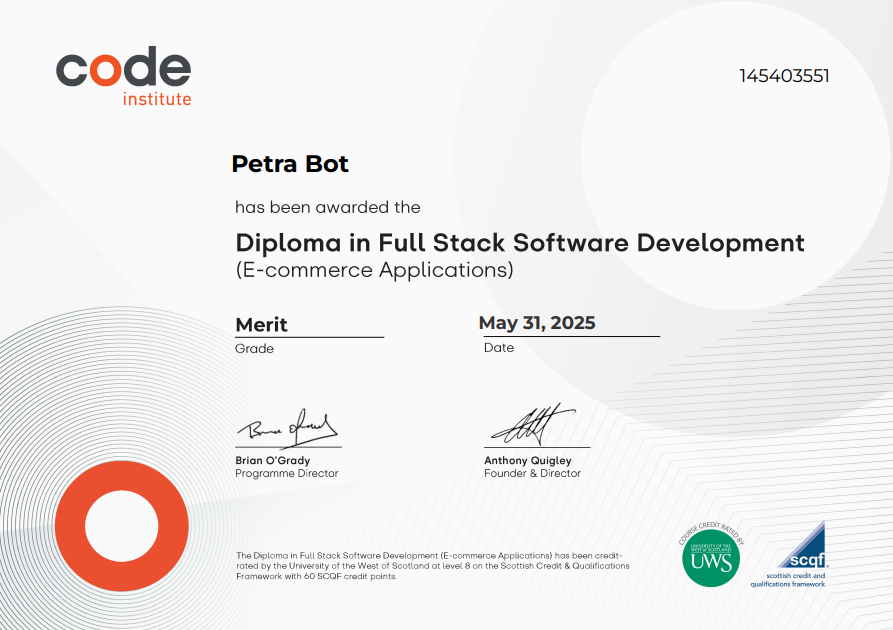 code
institute
145403551
Petra Bot
has been awarded the
Diploma in Full Stack Software Development
(E-commerce Applications)
Merit
Grade
May 31, 2025
Date
Brian O'Grady
Programme Director
Anthony Quigley
Founder & Director
The Diploma in Full Stack Software Development (E-commerce Applications) has been credit-
rated by the University of the West of Scotland at level 8 on the Scottish Credit & Qualifications
Framework with 60 SCQF credit points.
COURSE CREDIT RATED BY
UNIVERSITY OF THE
WEST of SCOTLAND
UWS
scqf
scottish credit and
qualifications framework